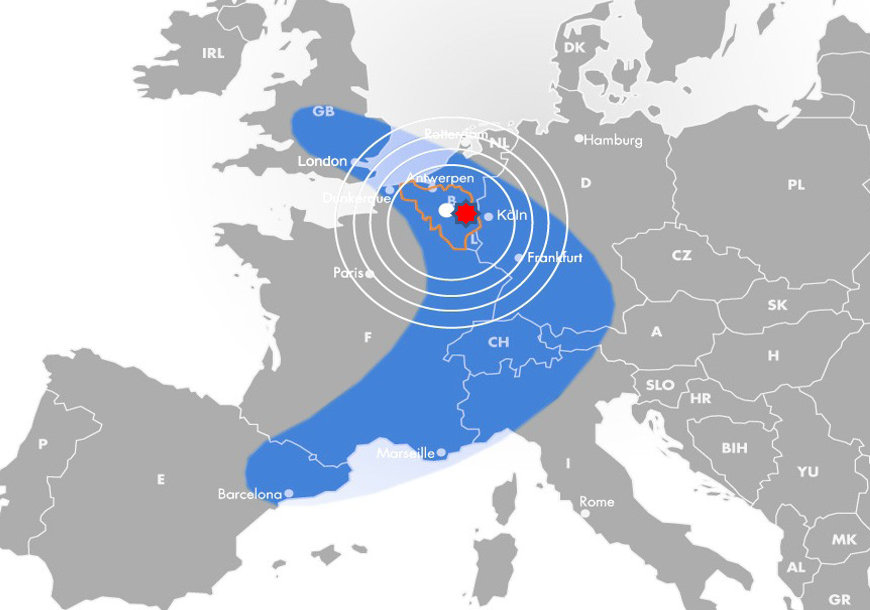 IRL
DK
GB
Rotterdam
NL
Hamburg
London
Antwerpen
D
PL
Dunkerque
B
Köln
L
Frankfurt
CZ
Paris
SK
F
CH
A
H
SLO
HR
P
BIH
Marseille
I
YU
E
Barcelona
Rome
MK
AL
GR